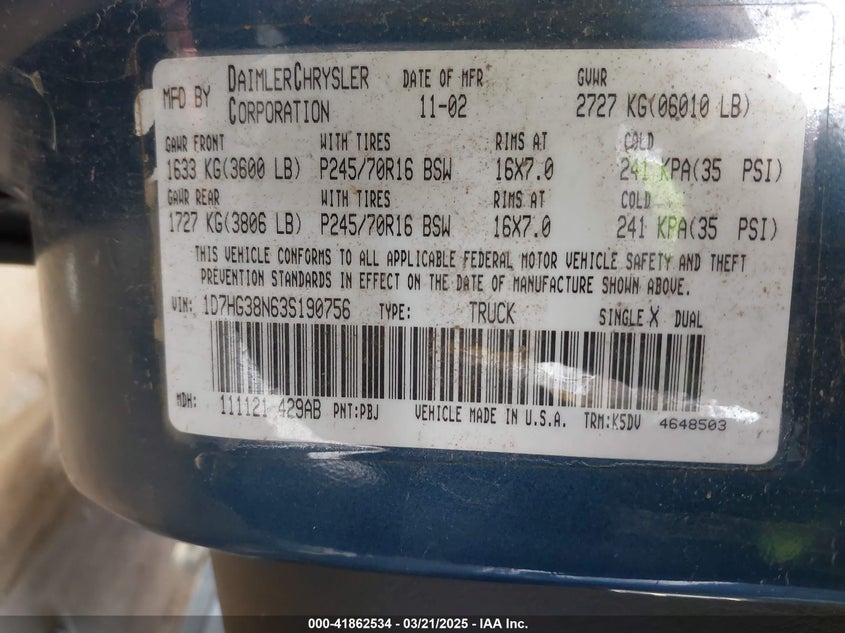 MFD BY DAIMLERCHRYSLER CORPORATION
DATE OF MFR 11-02
GVWR 2727 KG(06010 LB)
GAWR FRONT WITH TIRES RIMS AT COLD
1633 KG(3600 LB) P245/70R16 BSW 16X7.0 241 KPA(35 PSI)
GAWR REAR WITH TIRES RIMS AT COLD
1727 KG(3806 LB) P245/70R16 BSW 16X7.0 241 KPA(35 PSI)
THIS VEHICLE CONFORMS TO ALL APPLICABLE FEDERAL MOTOR VEHICLE SAFETY AND THEFT
PREVENTION STANDARDS IN EFFECT ON THE DATE OF MANUFACTURE SHOWN ABOVE.
VIN: 1D7HG38N63S190756 TYPE: TRUCK SINGLE X DUAL
MDH: 111121 429AB PNT:PBJ VEHICLE MADE IN U.S.A. TRM:K5DV 4648503
000-41862534 - 03/21/2025 - IAA Inc.